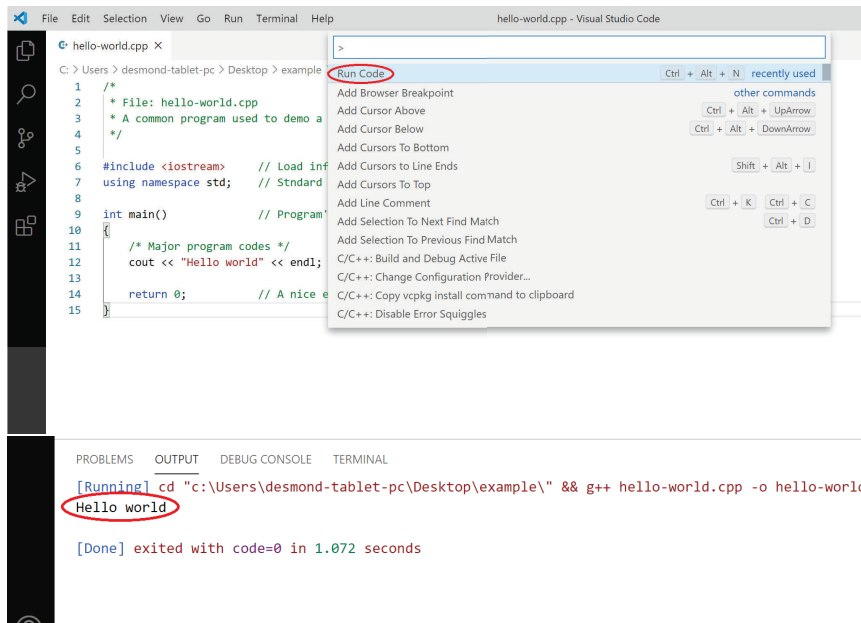 File Edit Selection View Go Run Terminal Help hello-world.cpp - Visual Studio Code
hello-world.cpp ×
C: > Users > desmond-tablet-pc > Desktop > example
1 /*
2 * File: hello-world.cpp
3 * A common program used to demo a
4 */
5
6 #include <iostream> // Load inf
7 using namespace std; // Stndard
8
9 int main() // Program'
10 {
11 /* Major program codes */
12 cout << "Hello world" << endl;
13
14 return 0; // A nice e
15 }
>
Run Code Ctrl + Alt + N recently used
Add Browser Breakpoint other commands
Add Cursor Above Ctrl + Alt + UpArrow
Add Cursor Below Ctrl + Alt + DownArrow
Add Cursors To Bottom
Add Cursors to Line Ends Shift + Alt + I
Add Cursors To Top
Add Line Comment Ctrl + K Ctrl + C
Add Selection To Next Find Match Ctrl + D
Add Selection To Previous Find Match
C/C++: Build and Debug Active File
C/C++: Change Configuration Provider...
C/C++: Copy vcpkg install command to clipboard
C/C++: Disable Error Squiggles
PROBLEMS OUTPUT DEBUG CONSOLE TERMINAL
[Running] cd "c:\Users\desmond-tablet-pc\Desktop\example\" && g++ hello-world.cpp -o hello-world
Hello world
[Done] exited with code=0 in 1.072 seconds